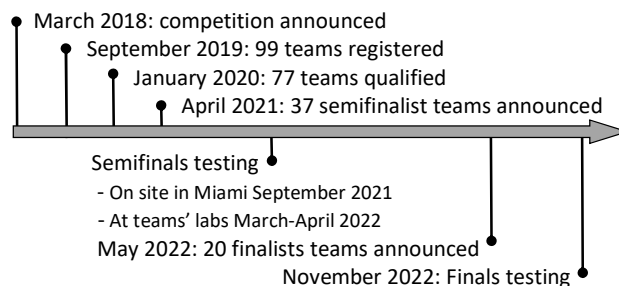 March 2018: competition announced
September 2019: 99 teams registered
January 2020: 77 teams qualified
April 2021: 37 semifinalist teams announced
Semifinals testing
- On site in Miami September 2021
- At teams' labs March-April 2022
May 2022: 20 finalists teams announced
November 2022: Finals testing